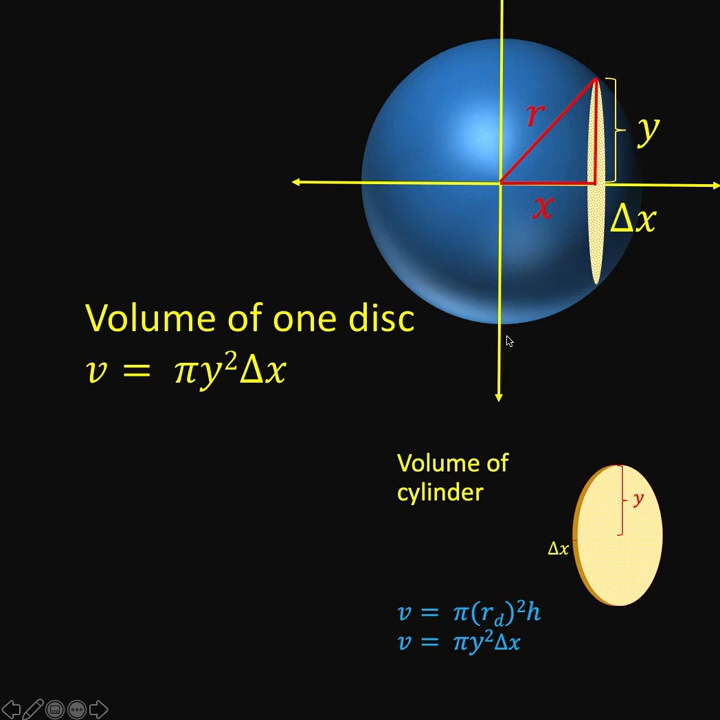 r
y
x
Δx
Volume of one disc
v = πy²Δx
Volume of
cylinder
y
Δx
v = π(r_d)²h
v = πy²Δx